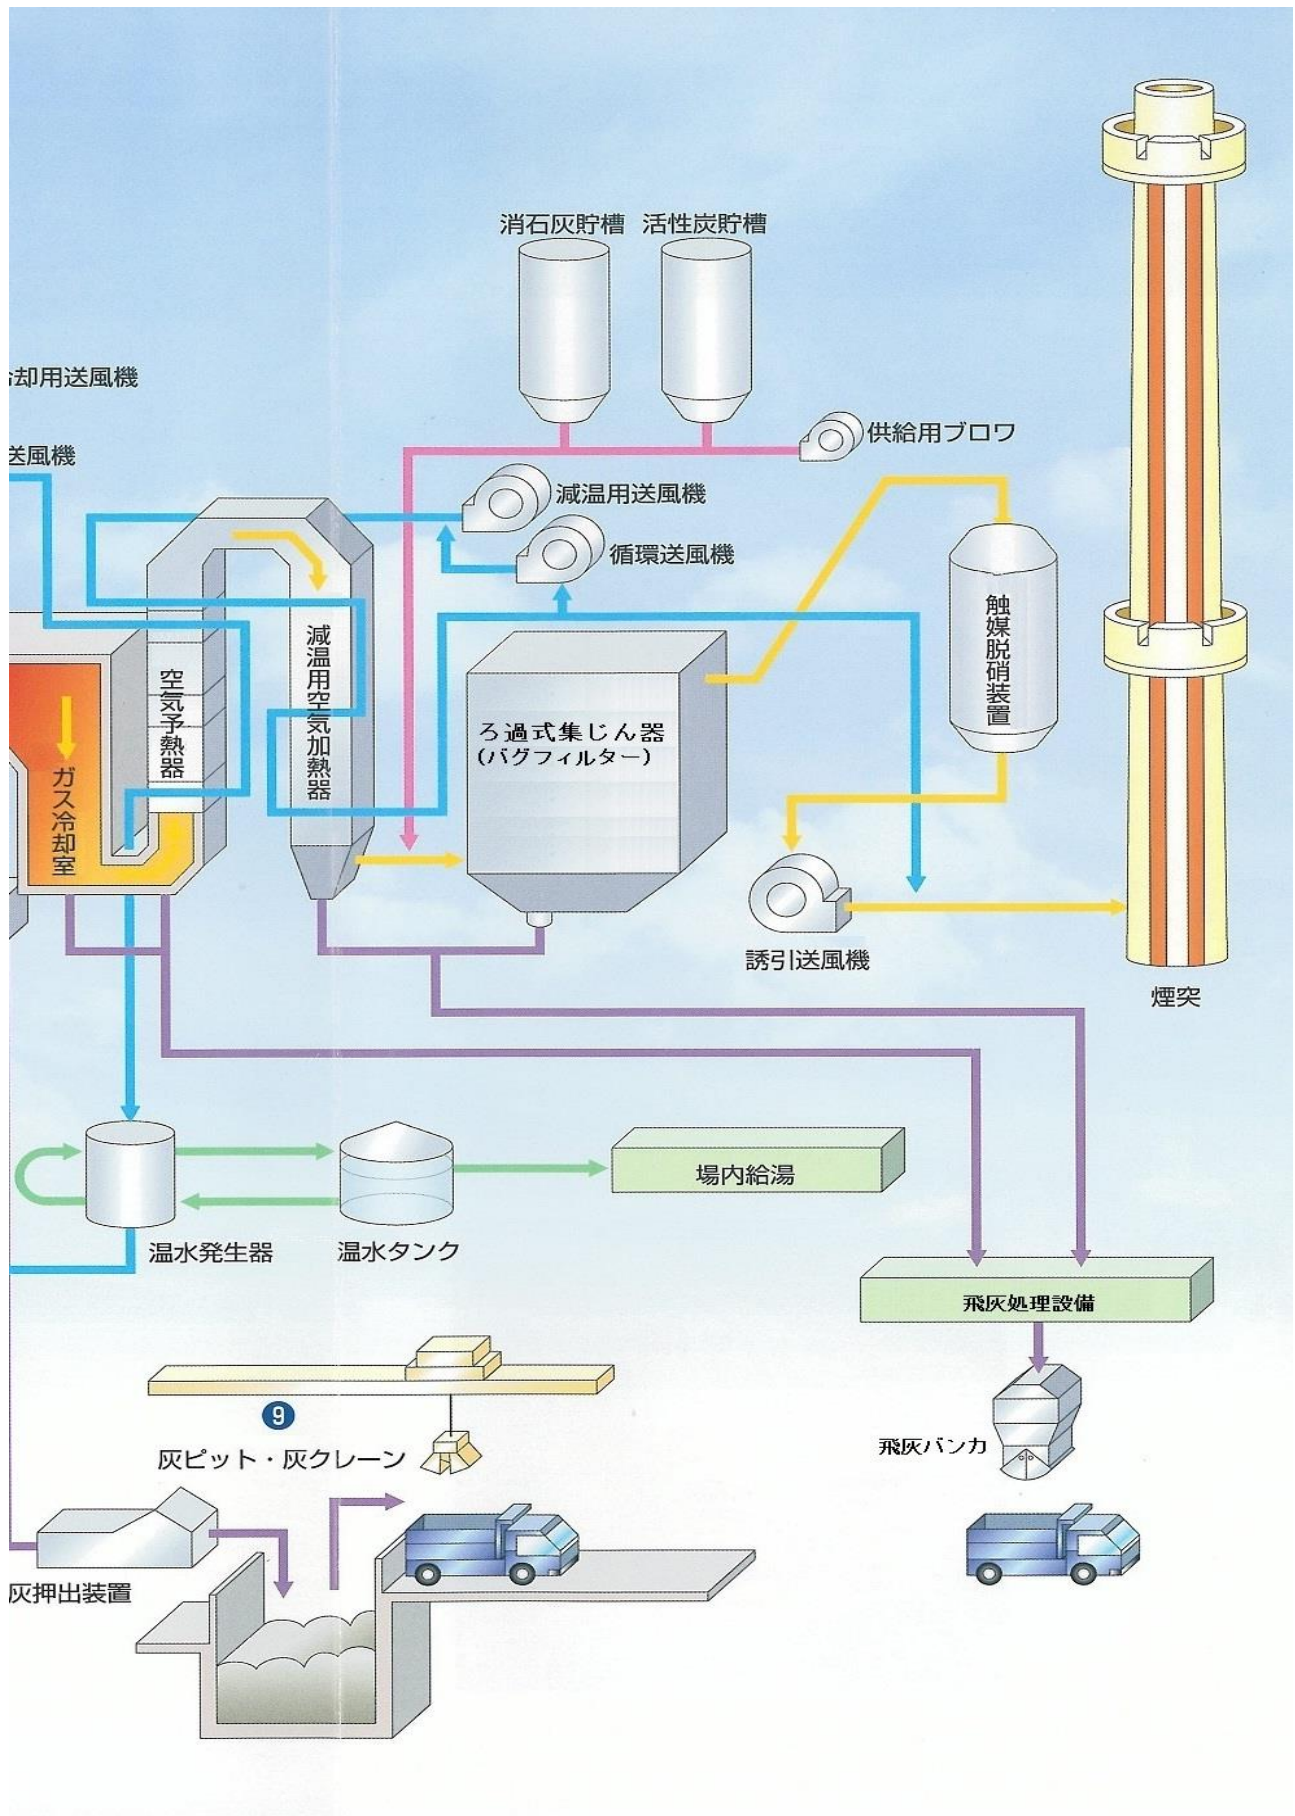 消石灰貯槽
活性炭貯槽
却用送風機
供給用ブロワ
送風機
減温用送風機
循環送風機
触媒脱硝装置
減温用空気加熱器
空気予熱器
ろ過式集じん器
(バグフィルター)
ガス冷却室
誘引送風機
煙突
場内給湯
温水発生器
温水タンク
飛灰処理設備
9
灰ピット・灰クレーン
飛灰バンカ
灰押出装置